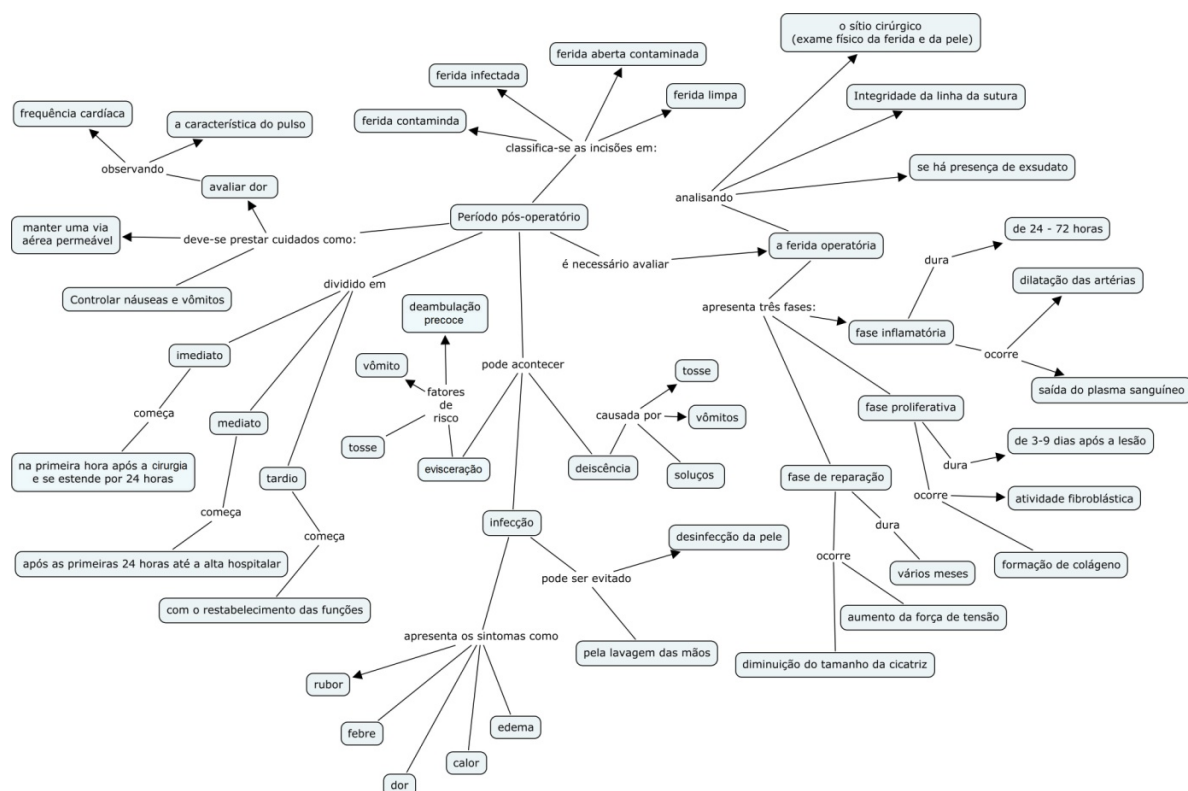 o sítio cirúrgico
(exame físico da ferida e da pele)
ferida aberta contaminada
ferida infectada
ferida limpa
ferida contaminda
classifica-se as incisões em:
Integridade da linha da sutura
se há presença de exsudato
analisando
frequência cardíaca
a característica do pulso
observando
avaliar dor
manter uma via
aérea permeável
deve-se prestar cuidados como:
Controlar náuseas e vômitos
Período pós-operatório
é necessário avaliar
a ferida operatória
dividido em
imediato
começa
na primeira hora após a cirurgia
e se estende por 24 horas
mediato
começa
após as primeiras 24 horas até a alta hospitalar
tardio
começa
com o restabelecimento das funções
pode acontecer
deambulação
precoce
vômito
fatores
de
risco
tosse
evisceração
deiscência
causada por
tosse
vômitos
soluços
infecção
pode ser evitado
desinfecção da pele
pela lavagem das mãos
apresenta os sintomas como
rubor
febre
dor
calor
edema
apresenta três fases:
fase inflamatória
dura
de 24 - 72 horas
ocorre
dilatação das artérias
saída do plasma sanguíneo
fase proliferativa
dura
de 3-9 dias após a lesão
ocorre
atividade fibroblástica
formação de colágeno
fase de reparação
dura
vários meses
ocorre
aumento da força de tensão
diminuição do tamanho da cicatriz